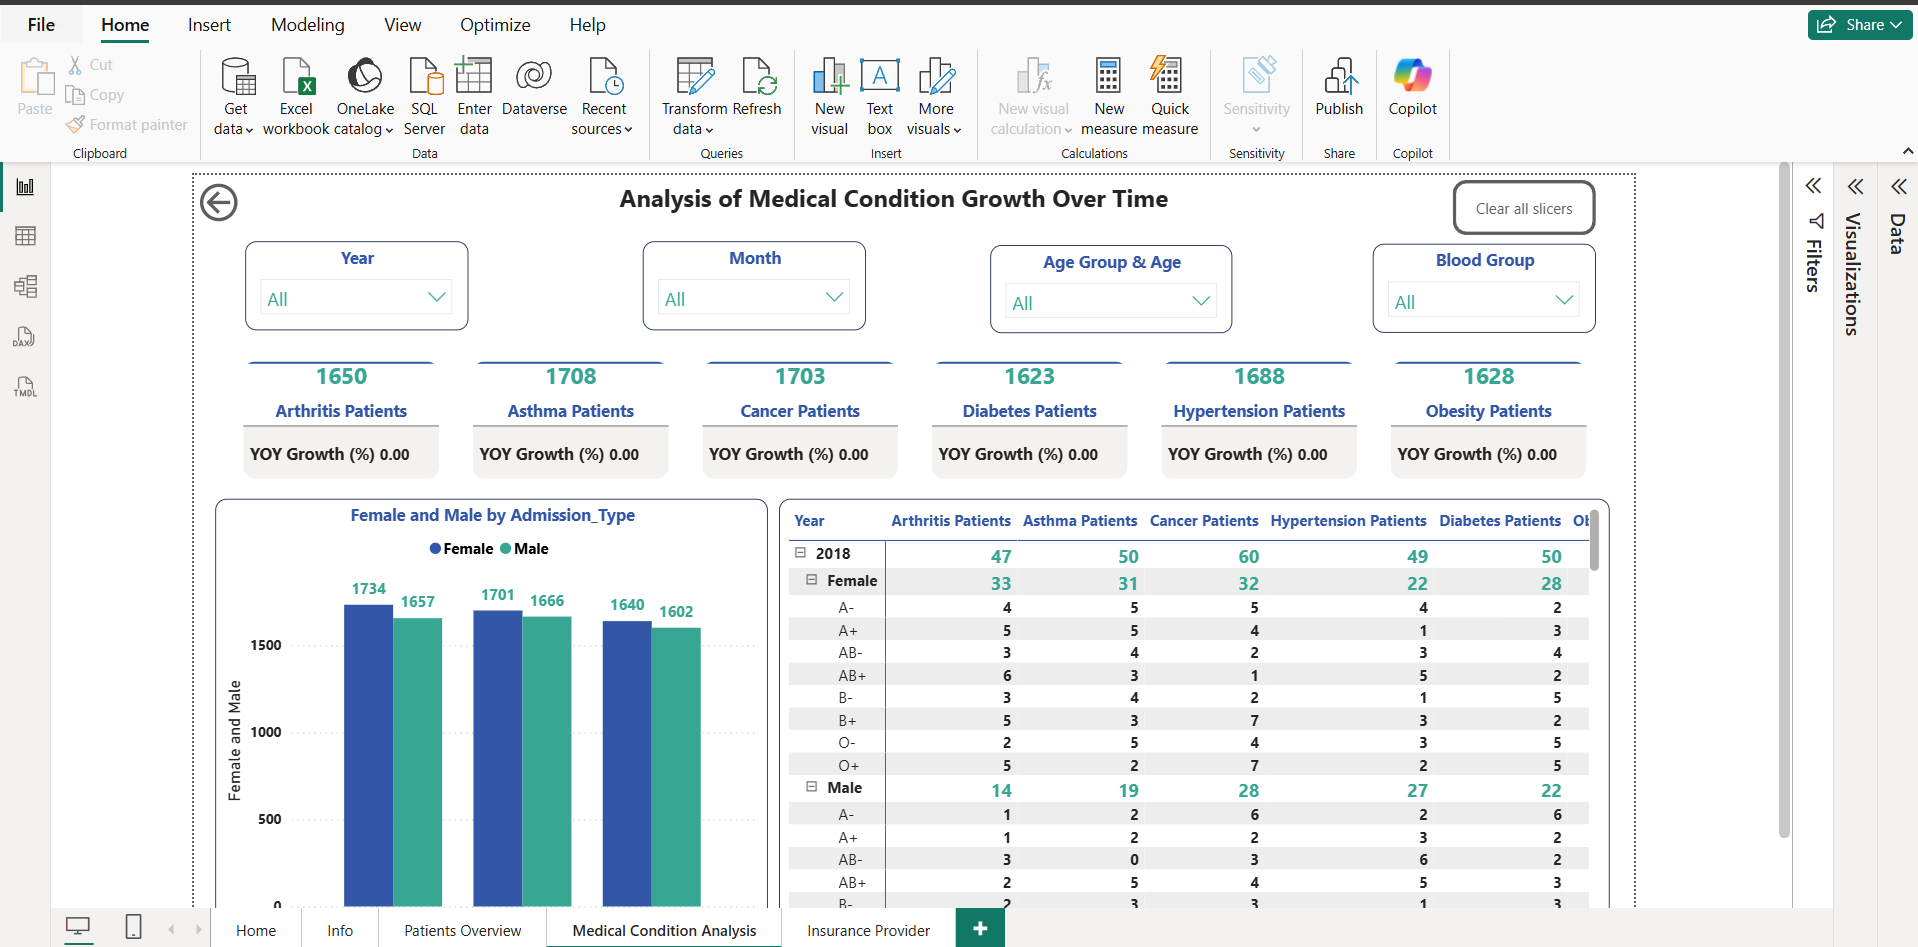 File Home Insert Modeling View Optimize Help Share
Paste
Cut
Copy
Format painter
Clipboard
Get data
Excel workbook
OneLake catalog
SQL Server
Enter data
Dataverse
Recent sources
Data
Transform data
Refresh
Queries
New visual
Text box
More visuals
Insert
New visual calculation
New measure
Quick measure
Calculations
Sensitivity
Sensitivity
Publish
Share
Copilot
Copilot
DAX
TMDL
Analysis of Medical Condition Growth Over Time
Clear all slicers
Year
All
Month
All
Age Group & Age
All
Blood Group
All
1650
Arthritis Patients
YOY Growth (%) 0.00
1708
Asthma Patients
YOY Growth (%) 0.00
1703
Cancer Patients
YOY Growth (%) 0.00
1623
Diabetes Patients
YOY Growth (%) 0.00
1688
Hypertension Patients
YOY Growth (%) 0.00
1628
Obesity Patients
YOY Growth (%) 0.00
Female and Male by Admission_Type
Female Male
1734 1657 1701 1666 1640 1602
1500
1000
500
0
Female and Male
Year Arthritis Patients Asthma Patients Cancer Patients Hypertension Patients Diabetes Patients
2018 47 50 60 49 50
Female 33 31 32 22 28
A- 4 5 5 4 2
A+ 5 5 4 1 3
AB- 3 4 2 3 4
AB+ 6 3 1 5 2
B- 3 4 2 1 5
B+ 5 3 7 3 2
O- 2 5 4 3 5
O+ 5 2 7 2 5
Male 14 19 28 27 22
A- 1 2 6 2 6
A+ 1 2 2 3 2
AB- 3 0 3 6 2
AB+ 2 5 4 5 3
B- 2 3 3 1 3
Filters
Visualizations
Data
Home Info Patients Overview Medical Condition Analysis Insurance Provider +